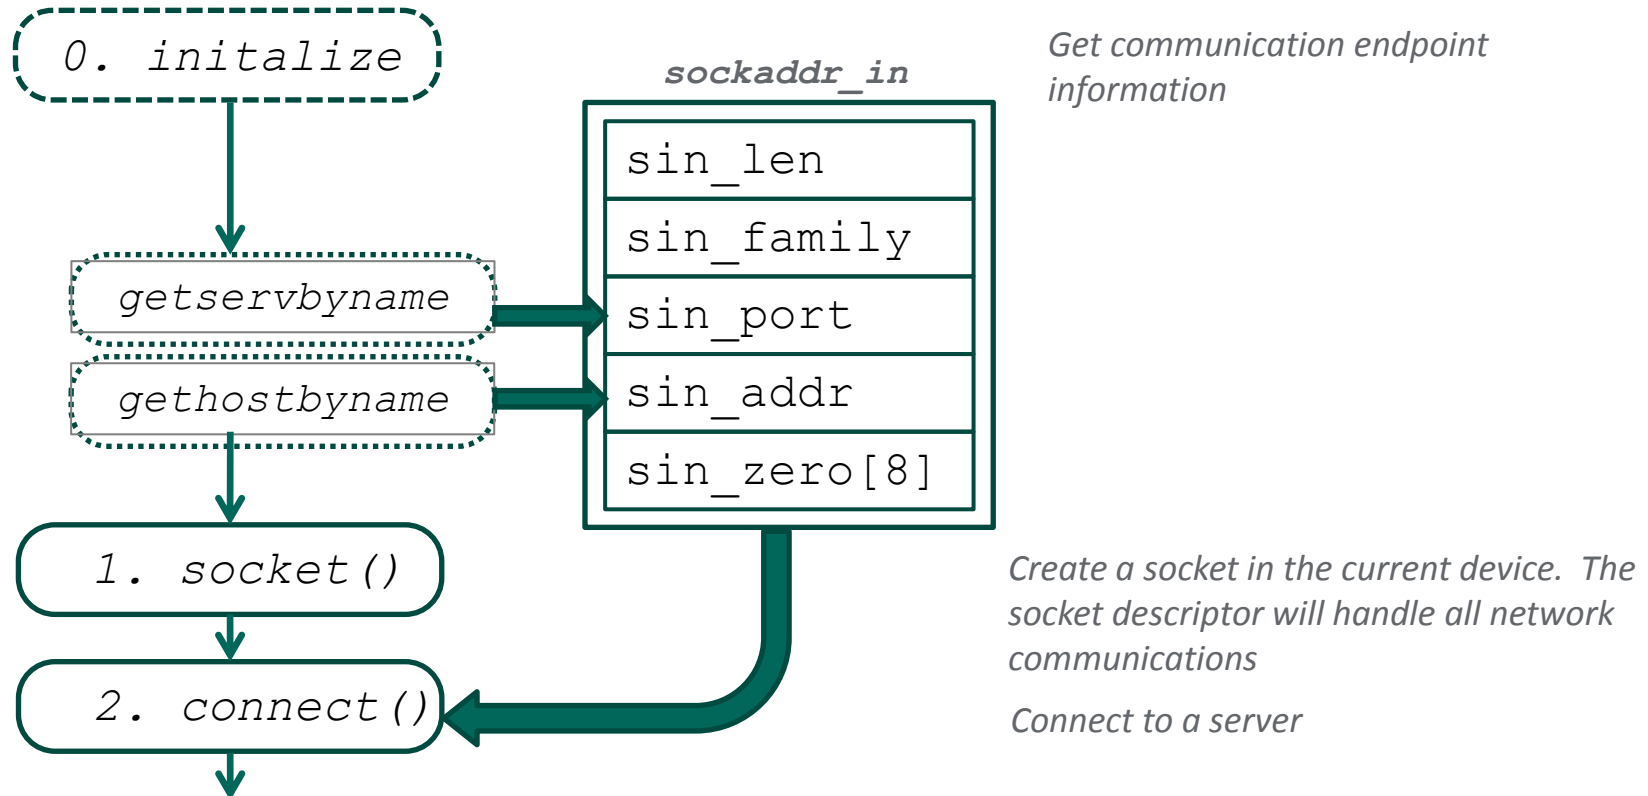 0. initalize
Get communication endpoint
information
sockaddr_in
sin_len
sin_family
getservbyname
sin_port
gethostbyname
sin_addr
sin_zero[8]
1. socket()
Create a socket in the current device. The
socket descriptor will handle all network
communications
2. connect()
Connect to a server